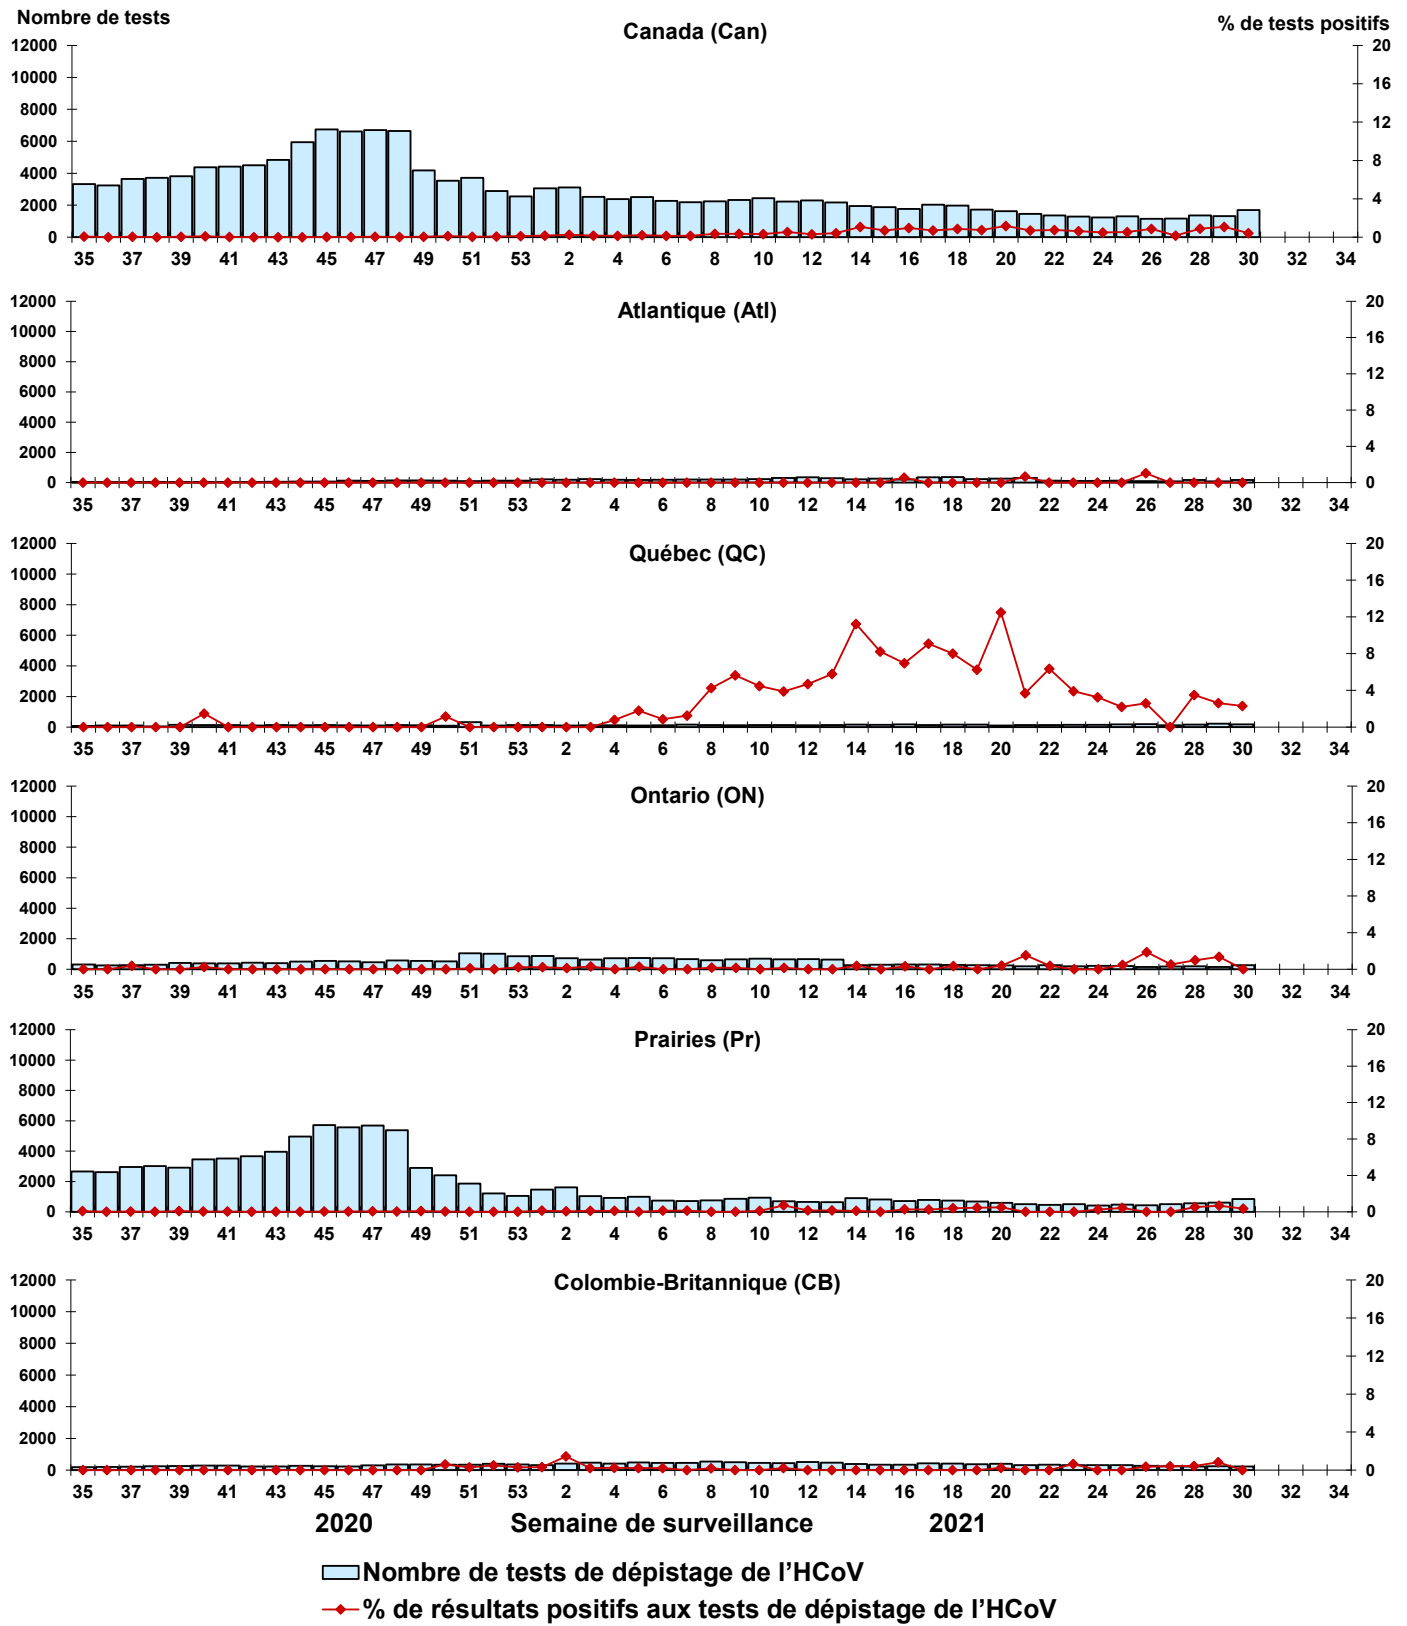 Nombre de tests
Canada (Can)
% de tests positifs
12000 20
10000 16
8000 12
6000 8
4000 4
2000 0
0
35 37 39 41 43 45 47 49 51 53 2 4 6 8 10 12 14 16 18 20 22 24 26 28 30 32 34
Atlantique (Atl)
12000 20
10000 16
8000 12
6000 8
4000 4
2000 0
0
35 37 39 41 43 45 47 49 51 53 2 4 6 8 10 12 14 16 18 20 22 24 26 28 30 32 34
Québec (QC)
12000 20
10000 16
8000 12
6000 8
4000 4
2000 0
0
35 37 39 41 43 45 47 49 51 53 2 4 6 8 10 12 14 16 18 20 22 24 26 28 30 32 34
Ontario (ON)
12000 20
10000 16
8000 12
6000 8
4000 4
2000 0
0
35 37 39 41 43 45 47 49 51 53 2 4 6 8 10 12 14 16 18 20 22 24 26 28 30 32 34
Prairies (Pr)
12000 20
10000 16
8000 12
6000 8
4000 4
2000 0
0
35 37 39 41 43 45 47 49 51 53 2 4 6 8 10 12 14 16 18 20 22 24 26 28 30 32 34
Colombie-Britannique (CB)
12000 20
10000 16
8000 12
6000 8
4000 4
2000 0
0
35 37 39 41 43 45 47 49 51 53 2 4 6 8 10 12 14 16 18 20 22 24 26 28 30 32 34
2020 Semaine de surveillance 2021
Nombre de tests de dépistage de l’HCoV
% de résultats positifs aux tests de dépistage de l’HCoV